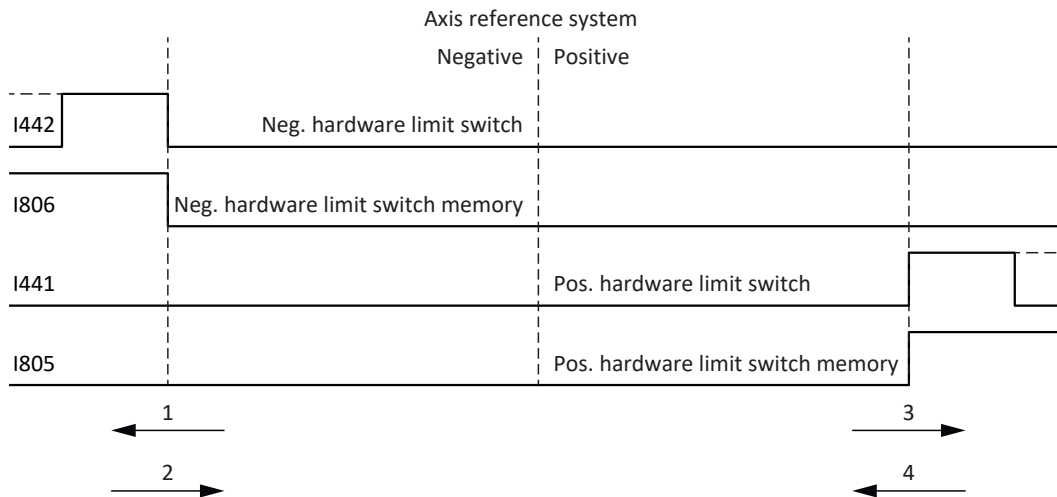 Axis reference system
Negative Positive
I442 Neg. hardware limit switch
I806 Neg. hardware limit switch memory
I441 Pos. hardware limit switch
I805 Pos. hardware limit switch memory
1 3
2 4